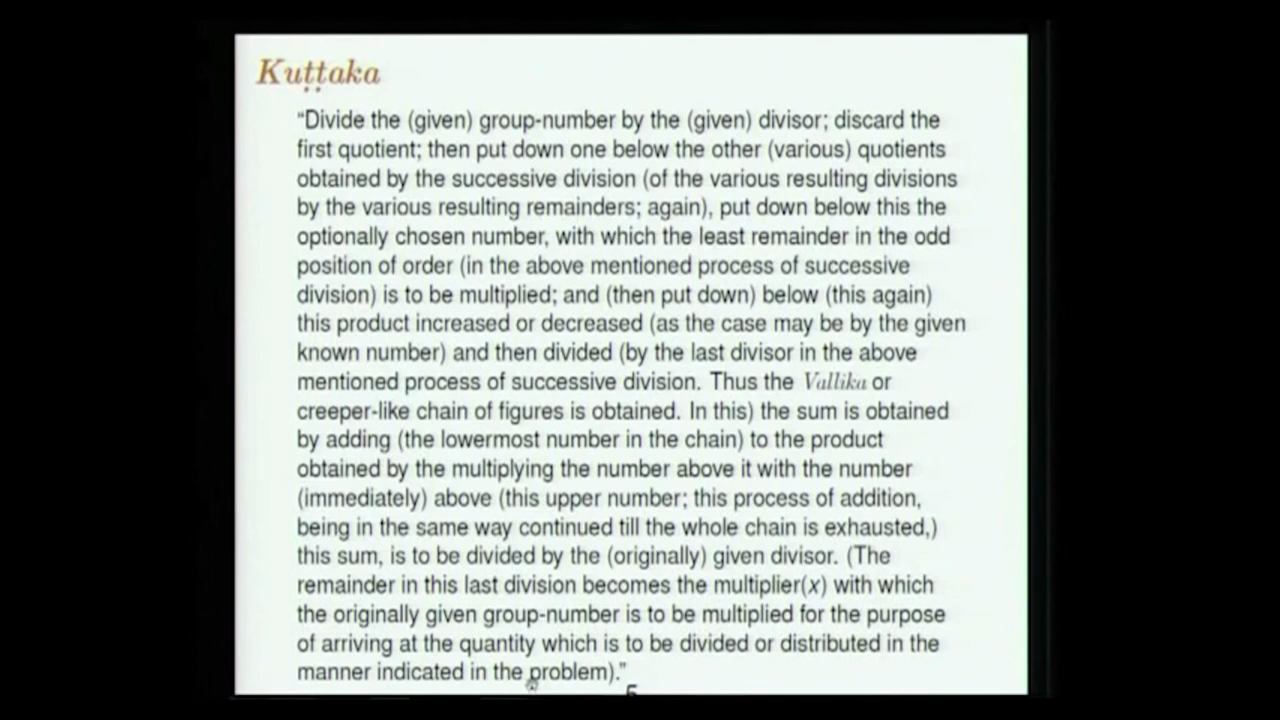 Kuṭṭaka
“Divide the (given) group-number by the (given) divisor; discard the
first quotient; then put down one below the other (various) quotients
obtained by the successive division (of the various resulting divisions
by the various resulting remainders; again), put down below this the
optionally chosen number, with which the least remainder in the odd
position of order (in the above mentioned process of successive
division) is to be multiplied; and (then put down) below (this again)
this product increased or decreased (as the case may be by the given
known number) and then divided (by the last divisor in the above
mentioned process of successive division. Thus the Vallika or
creeper-like chain of figures is obtained. In this) the sum is obtained
by adding (the lowermost number in the chain) to the product
obtained by the multiplying the number above it with the number
(immediately) above (this upper number; this process of addition,
being in the same way continued till the whole chain is exhausted,)
this sum, is to be divided by the (originally) given divisor. (The
remainder in this last division becomes the multiplier(x) with which
the originally given group-number is to be multiplied for the purpose
of arriving at the quantity which is to be divided or distributed in the
manner indicated in the problem).”